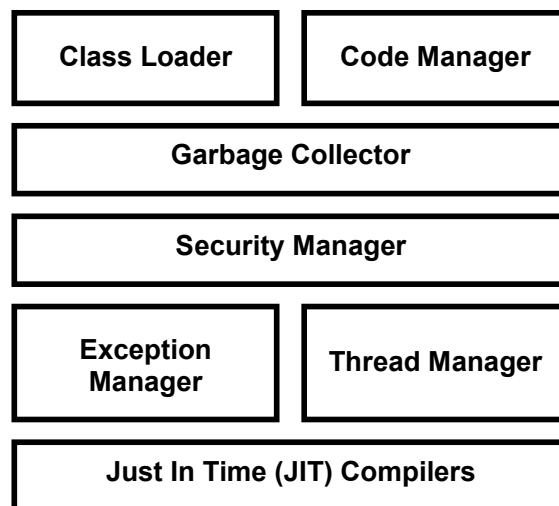 Class Loader
Code Manager
Garbage Collector
Security Manager
Exception
Manager
Thread Manager
Just In Time (JIT) Compilers